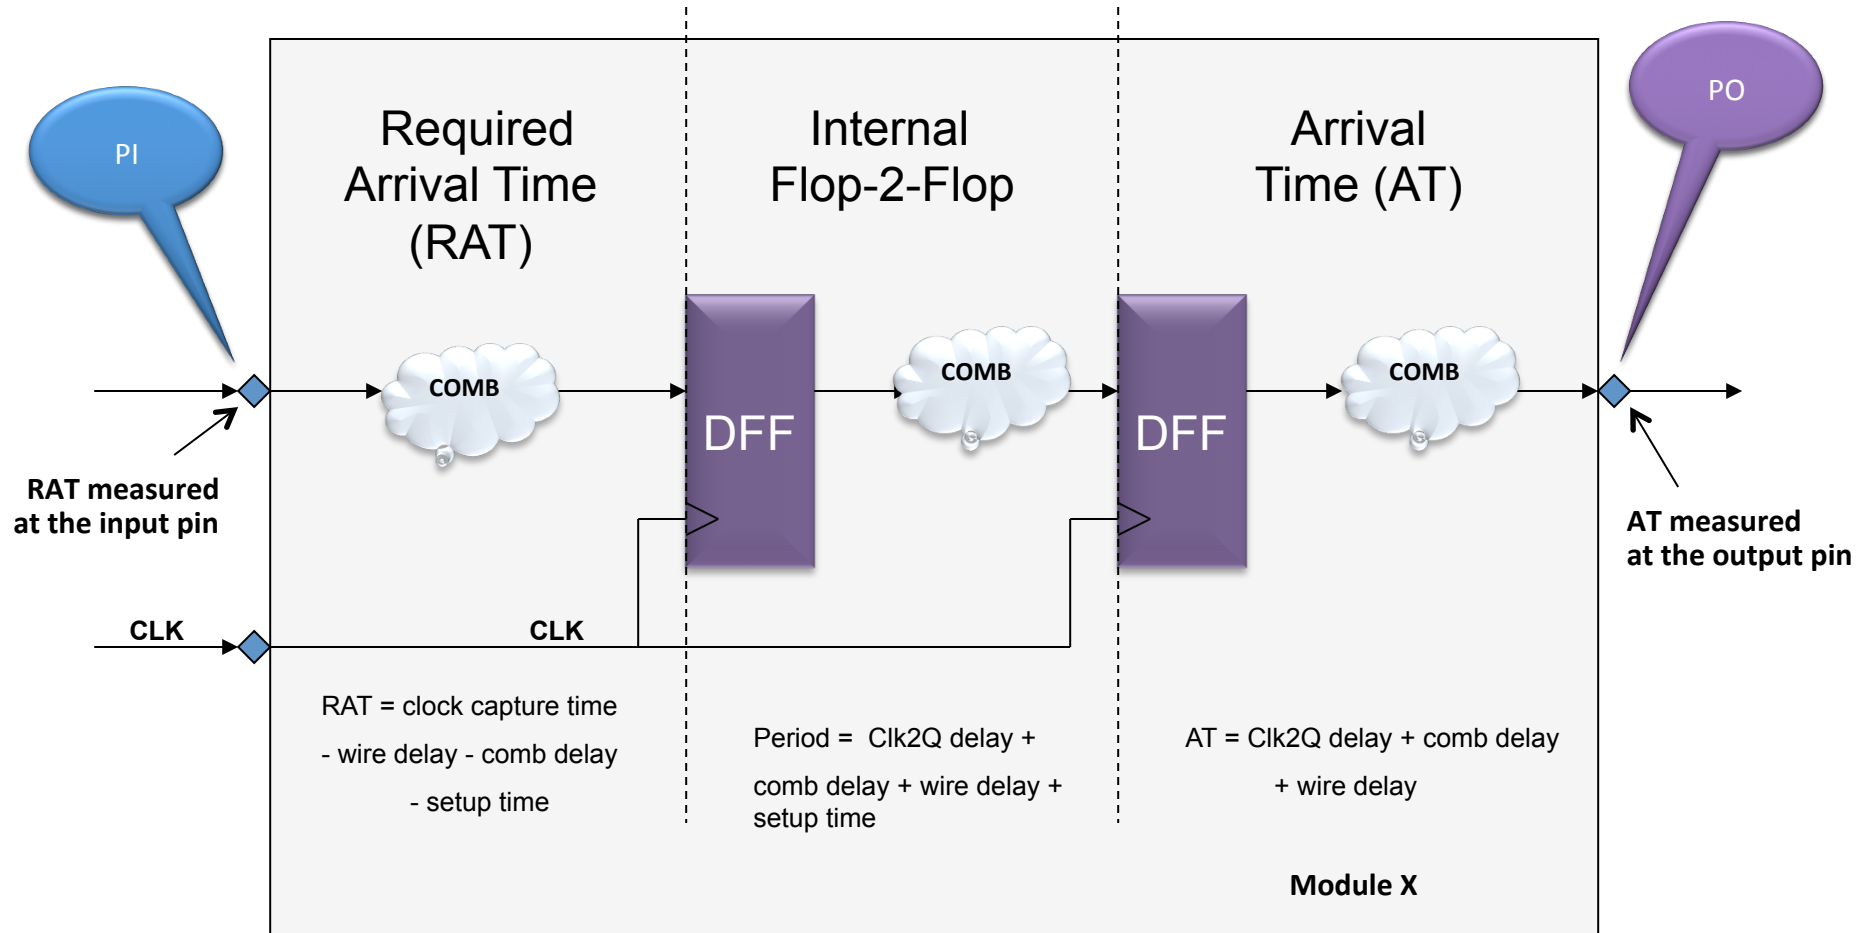 PI
PO
Required
Arrival Time
(RAT)
Internal
Flop-2-Flop
Arrival
Time (AT)
COMB
COMB
COMB
DFF
DFF
RAT measured
at the input pin
AT measured
at the output pin
CLK
CLK
RAT = clock capture time
- wire delay - comb delay
- setup time
Period = Clk2Q delay +
comb delay + wire delay +
setup time
AT = Clk2Q delay + comb delay
+ wire delay
Module X